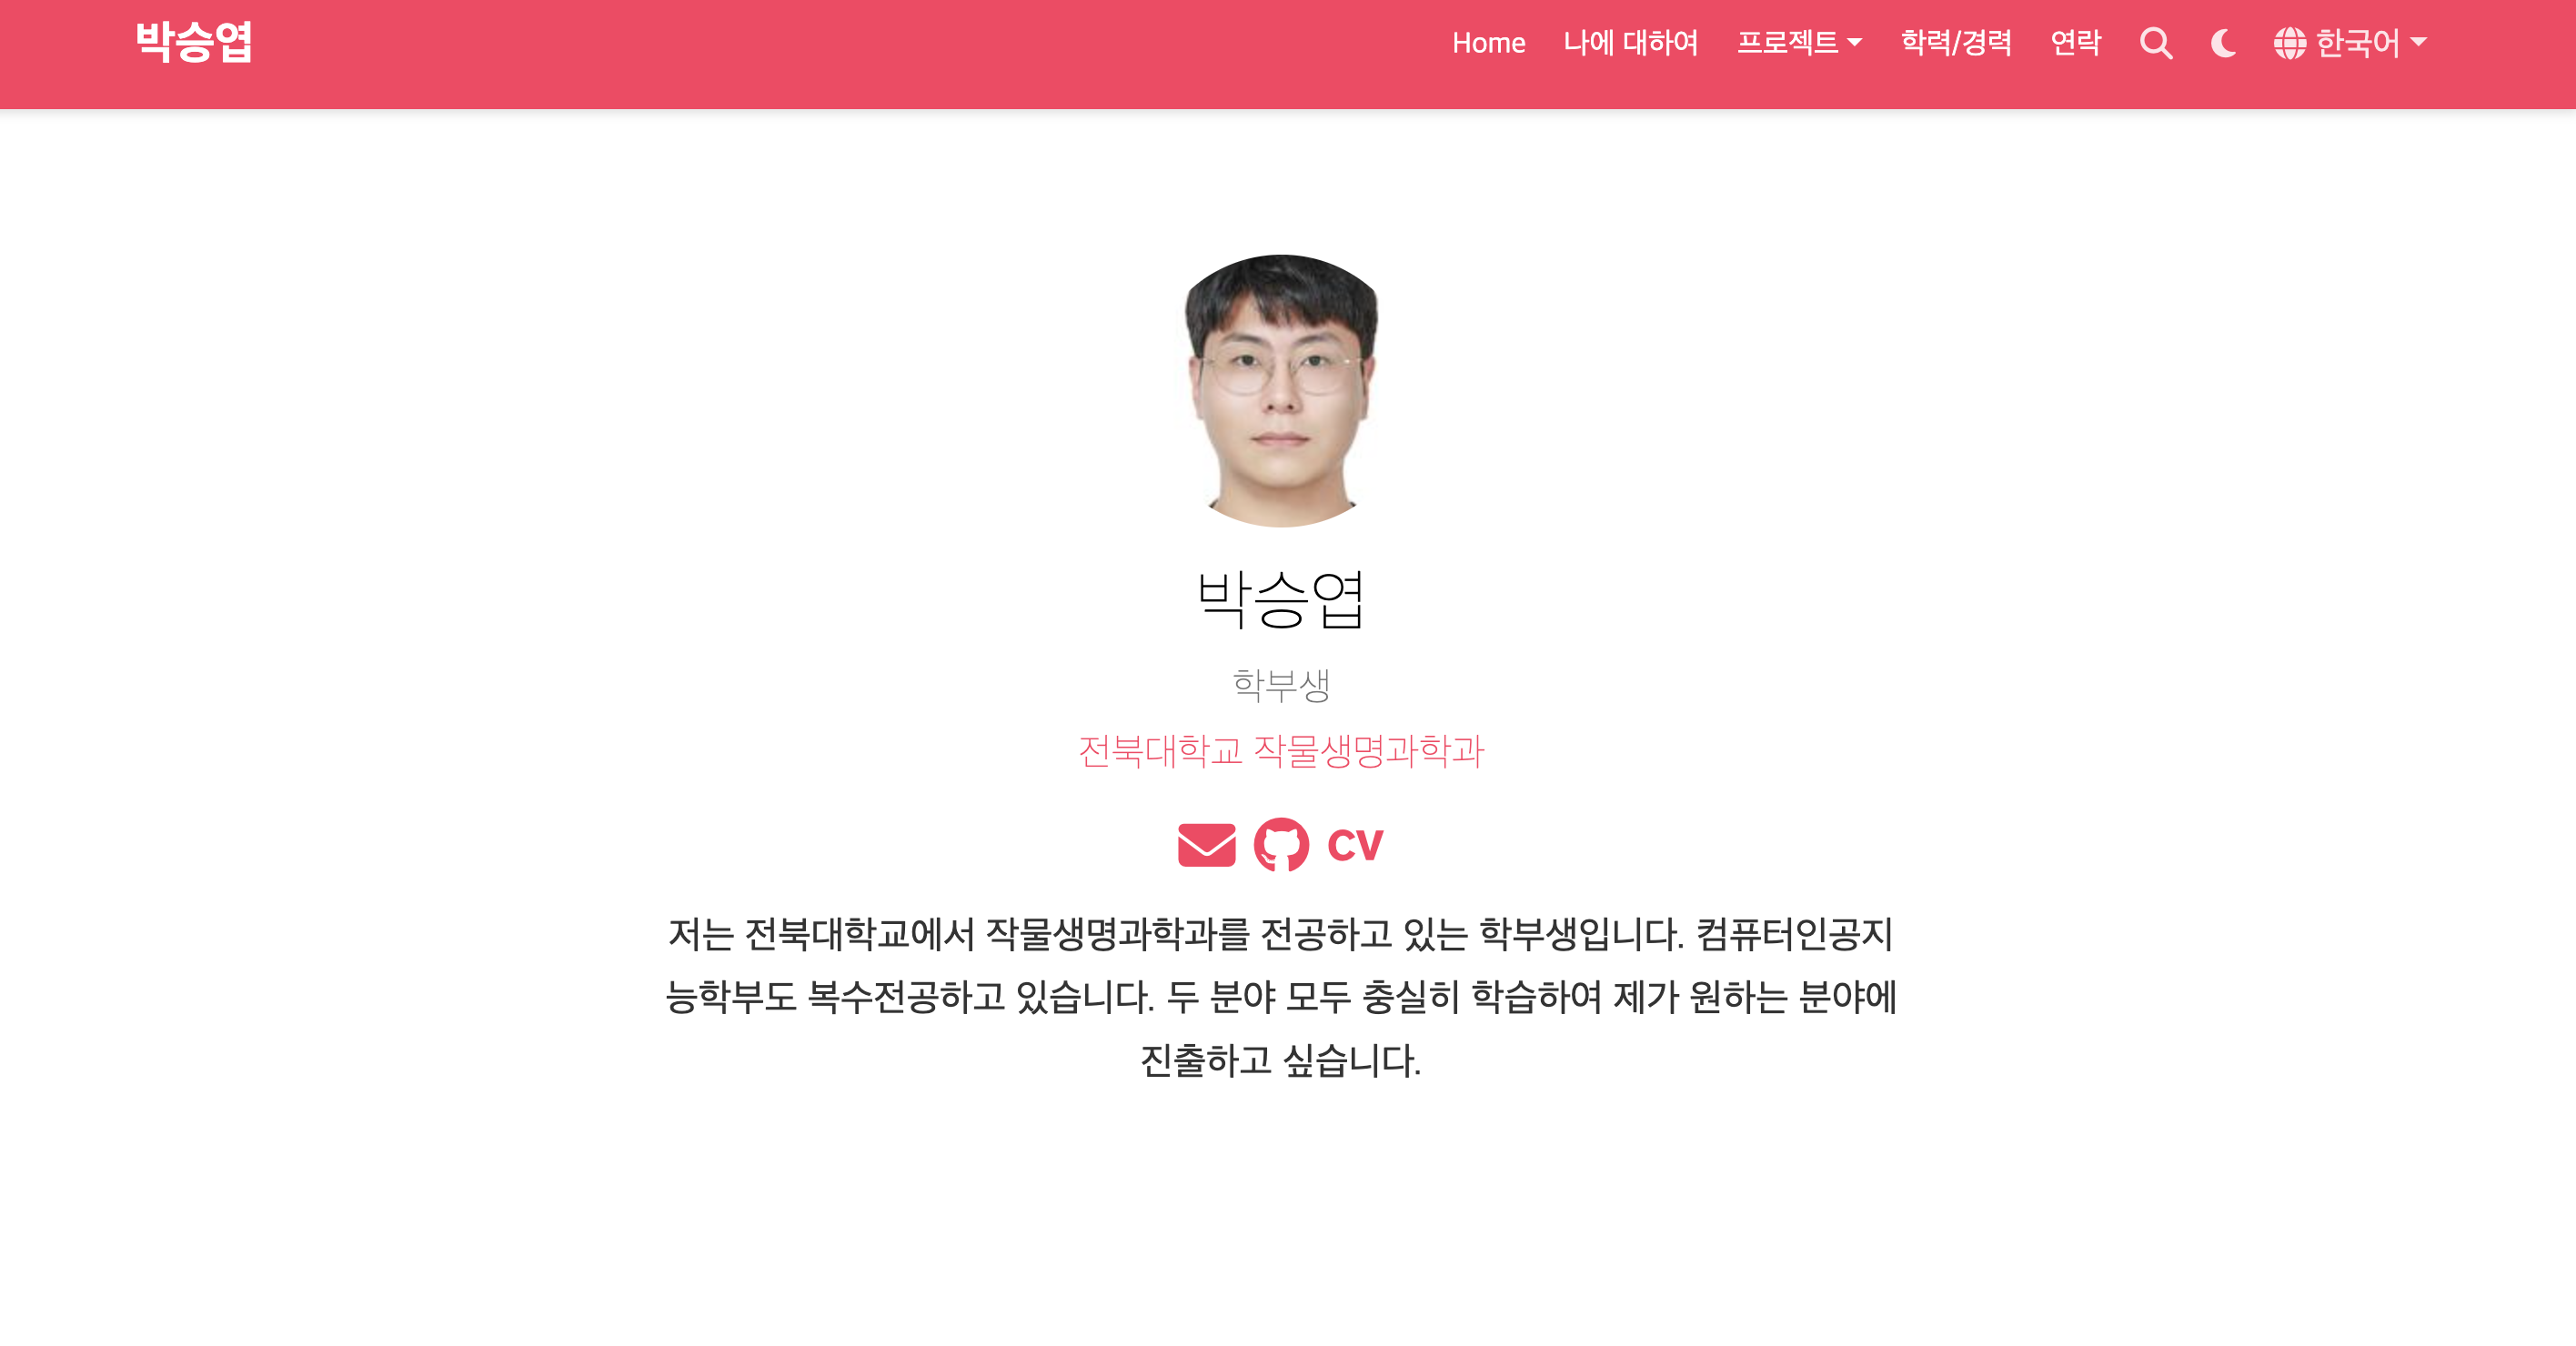 박승엽
Home 나에 대하여 프로젝트 학력/경력 연락 한국어
박승엽
학부생
전북대학교 작물생명과학과
CV
저는 전북대학교에서 작물생명과학과를 전공하고 있는 학부생입니다. 컴퓨터인공지
능학부도 복수전공하고 있습니다. 두 분야 모두 충실히 학습하여 제가 원하는 분야에
진출하고 싶습니다.